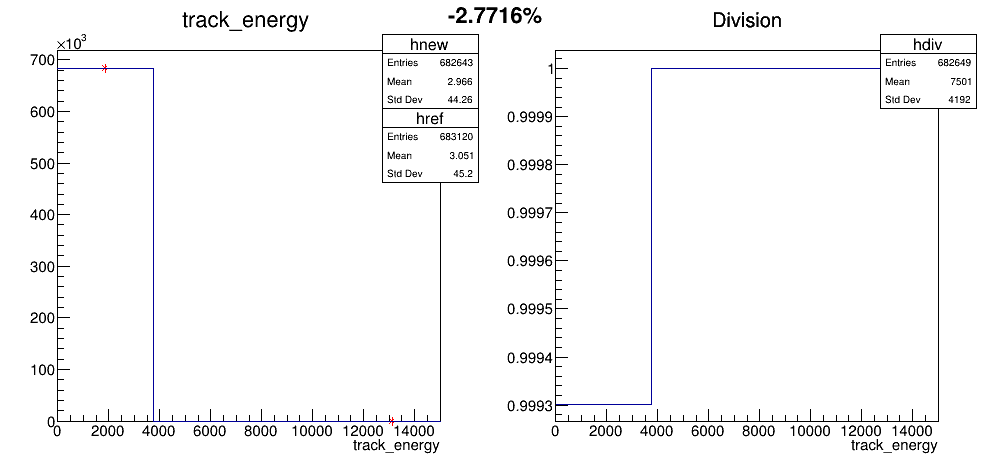 -2.7716%
track_energy
×10³
hnew
Entries 682643
Mean 2.966
Std Dev 44.26
href
Entries 683120
Mean 3.051
Std Dev 45.2
700
600
500
400
300
200
100
0
0 2000 4000 6000 8000 10000 12000 14000
track_energy
Division
hdiv
Entries 682649
Mean 7501
Std Dev 4192
1
0.9999
0.9998
0.9997
0.9996
0.9995
0.9994
0.9993
0 2000 4000 6000 8000 10000 12000 14000
track_energy